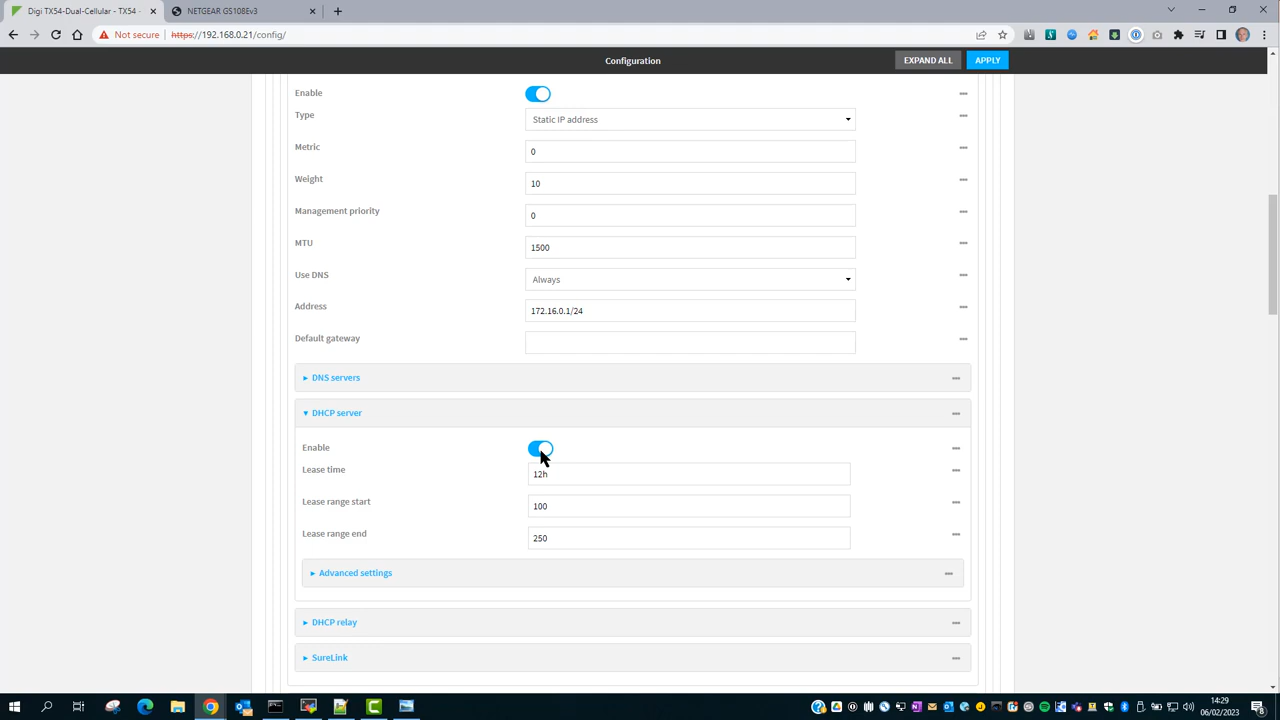 Digi TX54-Dual-Cellular - TX54 -
NETGEAR GS108Ev3
Not secure
https://192.168.0.21/config/
Configuration
EXPAND ALL
APPLY
Enable
Type
Static IP address
Metric
0
Weight
10
Management priority
0
MTU
1500
Use DNS
Always
Address
172.16.0.1/24
Default gateway
DNS servers
DHCP server
Enable
Lease time
12h
Lease range start
100
Lease range end
250
Advanced settings
DHCP relay
SureLink
14:29
06/02/2023